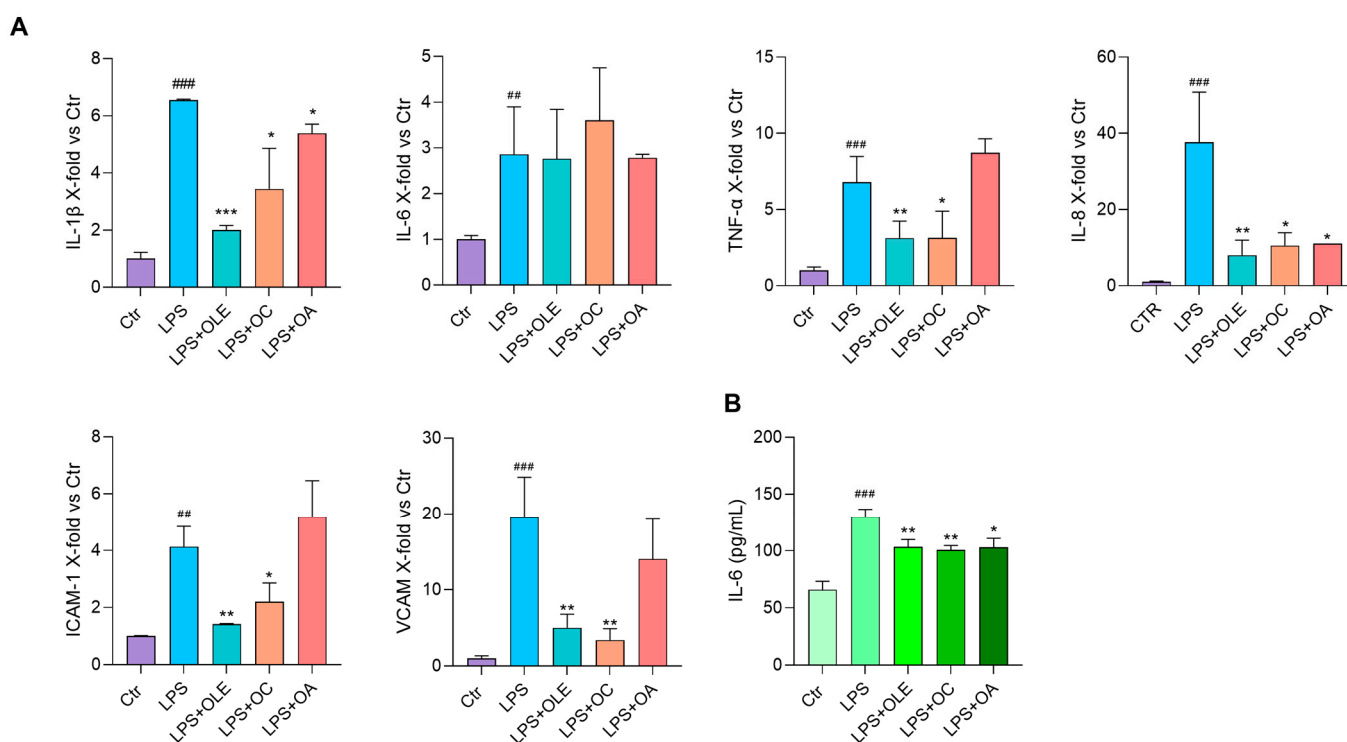 A
IL-1β X-fold vs Ctr
8
6
4
2
0
###
***
*
*
Ctr
LPS
LPS+OLE
LPS+OC
LPS+OA
IL-6 X-fold vs Ctr
5
4
3
2
1
0
##
Ctr
LPS
LPS+OLE
LPS+OC
LPS+OA
TNF-α X-fold vs Ctr
15
10
5
0
###
**
*
Ctr
LPS
LPS+OLE
LPS+OC
LPS+OA
IL-8 X-fold vs Ctr
60
40
20
0
###
**
*
*
CTR
LPS
LPS+OLE
LPS+OC
LPS+OA
ICAM-1 X-fold vs Ctr
8
6
4
2
0
##
**
*
Ctr
LPS
LPS+OLE
LPS+OC
LPS+OA
VCAM X-fold vs Ctr
30
20
10
0
###
**
**
Ctr
LPS
LPS+OLE
LPS+OC
LPS+OA
B
IL-6 (pg/mL)
200
150
100
50
0
###
**
**
*
Ctr
LPS
LPS+OLE
LPS+OC
LPS+OA